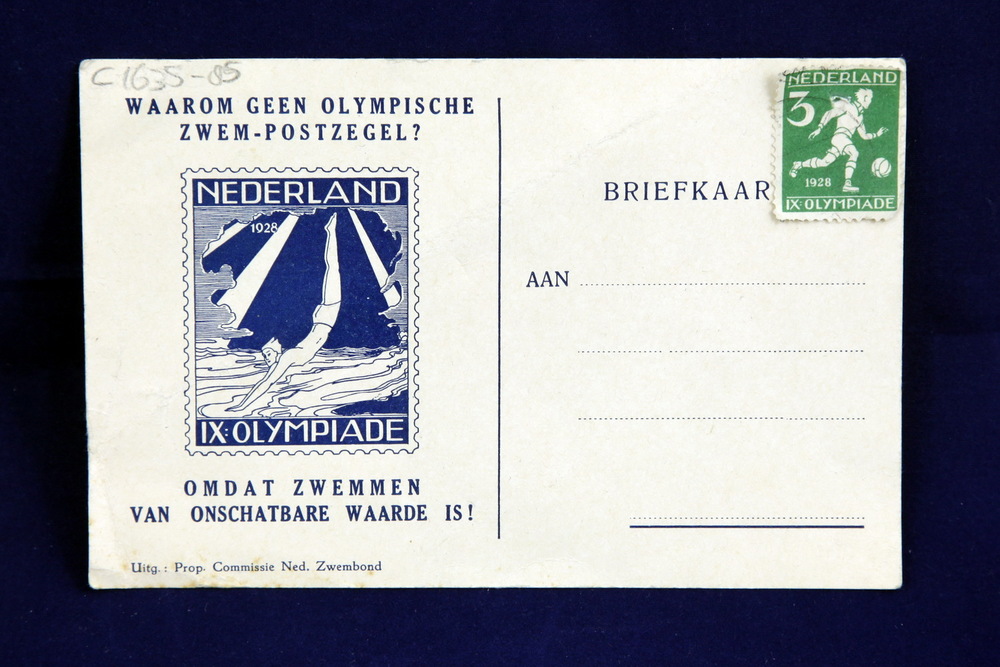 C1635-85
WAAROM GEEN OLYMPISCHE
ZWEM-POSTZEGEL?
NEDERLAND
1928
IX:OLYMPIADE
OMDAT ZWEMMEN
VAN ONSCHATBARE WAARDE IS!
Uitg.: Prop. Commissie Ned. Zwembond
NEDERLAND
3
1928
IX:OLYMPIADE
BRIEFKAAR
AAN